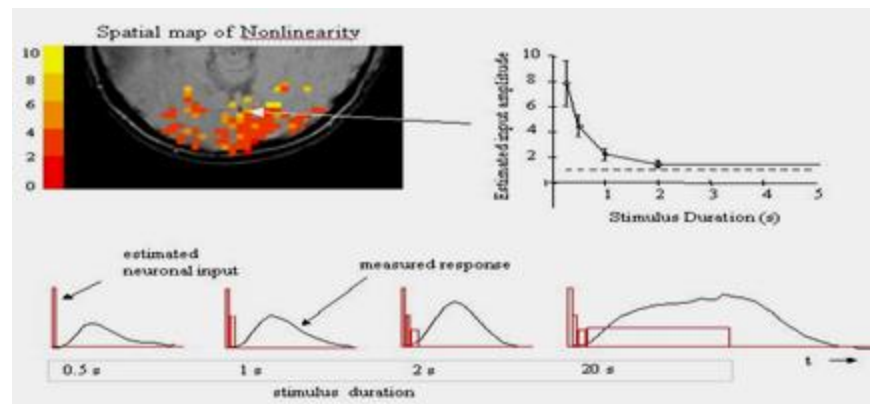 Spatial map of Nonlinearity
10
8
6
4
2
0
Estimated input amplitude
10
8
6
4
2
1
1 2 3 4 5
Stimulus Duration (s)
estimated
neuronal input
measured response
0.5 s 1 s 2 s 20 s
t
stimulus duration